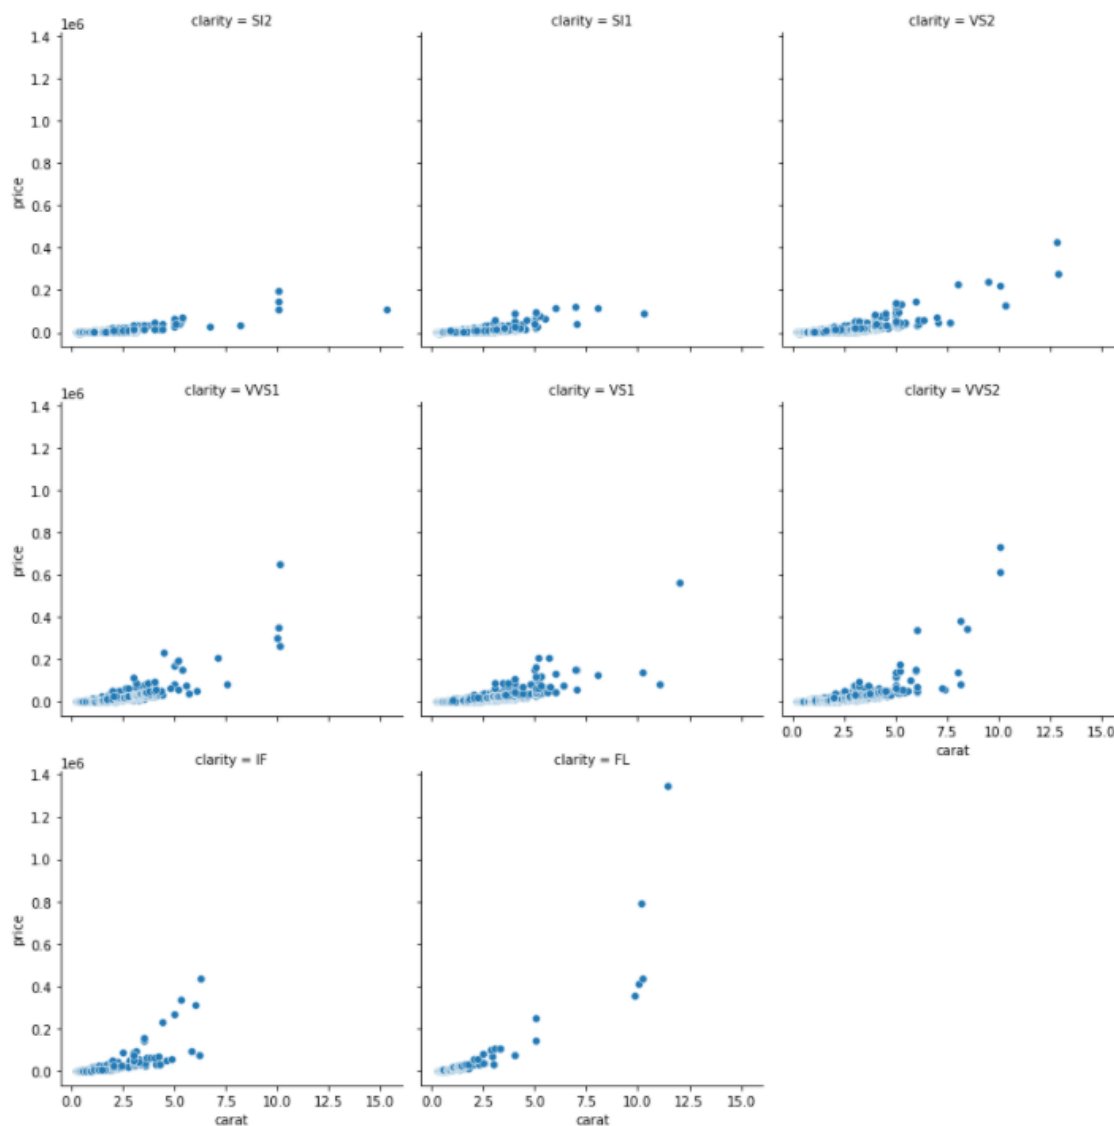 clarity = SI2
clarity = SI1
clarity = VS2
1e6
1.4
1.2
1.0
0.8
0.6
0.4
0.2
0.0
price
clarity = VVS1
clarity = VS1
clarity = VVS2
1e6
1.4
1.2
1.0
0.8
0.6
0.4
0.2
0.0
price
0.0 2.5 5.0 7.5 10.0 12.5 15.0
carat
clarity = IF
clarity = FL
1e6
1.4
1.2
1.0
0.8
0.6
0.4
0.2
0.0
price
0.0 2.5 5.0 7.5 10.0 12.5 15.0
carat
0.0 2.5 5.0 7.5 10.0 12.5 15.0
carat